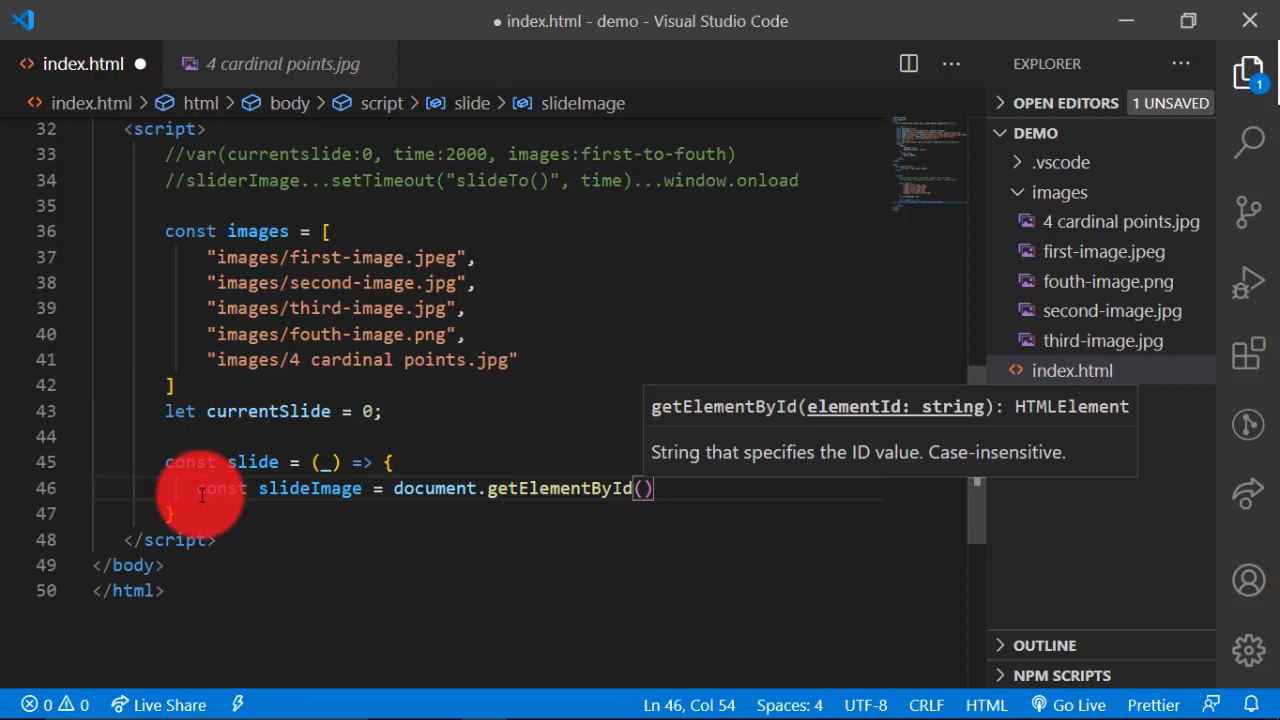 index.html - demo - Visual Studio Code
index.html
4 cardinal points.jpg
index.html > html > body > script > slide > slideImage
32 <script>
33 //var(currentslide:0, time:2000, images:first-to-fouth)
34 //sliderImage...setTimeout("slideTo()", time)...window.onload
35
36 const images = [
37 "images/first-image.jpeg",
38 "images/second-image.jpg",
39 "images/third-image.jpg",
40 "images/fouth-image.png",
41 "images/4 cardinal points.jpg"
42 ]
43 let currentSlide = 0;
44
45 const slide = (_) => {
46 const slideImage = document.getElementById()
47 }
48 </script>
49 </body>
50 </html>
getElementById(elementId: string): HTMLElement
String that specifies the ID value. Case-insensitive.
EXPLORER
OPEN EDITORS 1 UNSAVED
DEMO
.vscode
images
4 cardinal points.jpg
first-image.jpeg
fouth-image.png
second-image.jpg
third-image.jpg
index.html
OUTLINE
NPM SCRIPTS
1
0 0 Live Share Ln 46, Col 54 Spaces: 4 UTF-8 CRLF HTML Go Live Prettier